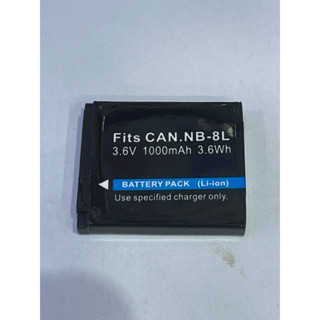 Fits CAN.NB-8L
3.6V 1000mAh 3.6Wh
BATTERY PACK (Li-ion)
Use specified charger only.